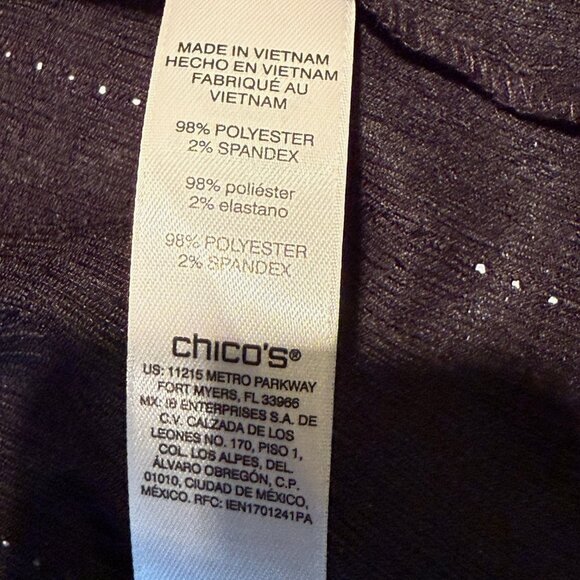 MADE IN VIETNAM
HECHO EN VIETNAM
FABRIQUÉ AU
VIETNAM
98% POLYESTER
2% SPANDEX
98% poliéster
2% elastano
98% POLYESTER
2% SPANDEX
chico's®
US: 11215 METRO PARKWAY
FORT MYERS, FL 33966
MX: IB ENTERPRISES S.A. DE
C.V. CALZADA DE LOS
LEONES NO. 170, PISO 1,
COL. LOS ALPES, DEL.
ÁLVARO OBREGÓN, C.P.
01010, CIUDAD DE MÉXICO,
MÉXICO. RFC: IEN1701241PA